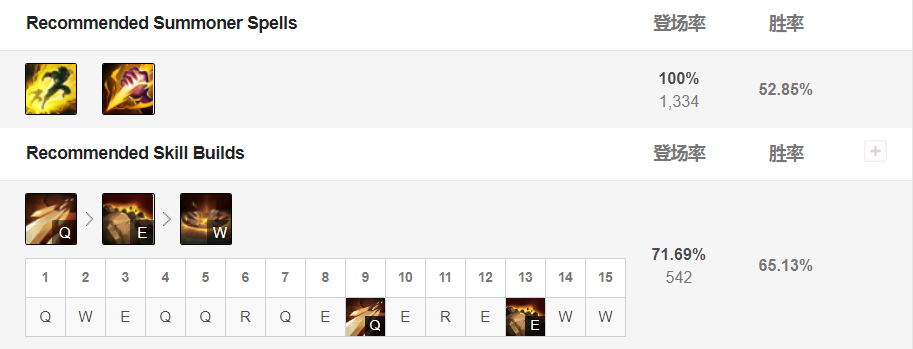 Recommended Summoner Spells 登场率 胜率
100%
1,334
52.85%
Recommended Skill Builds 登场率 胜率 +
Q > E > W
71.69%
542
65.13%
1 2 3 4 5 6 7 8 9 10 11 12 13 14 15
Q W E Q Q R Q E Q E R E E W W